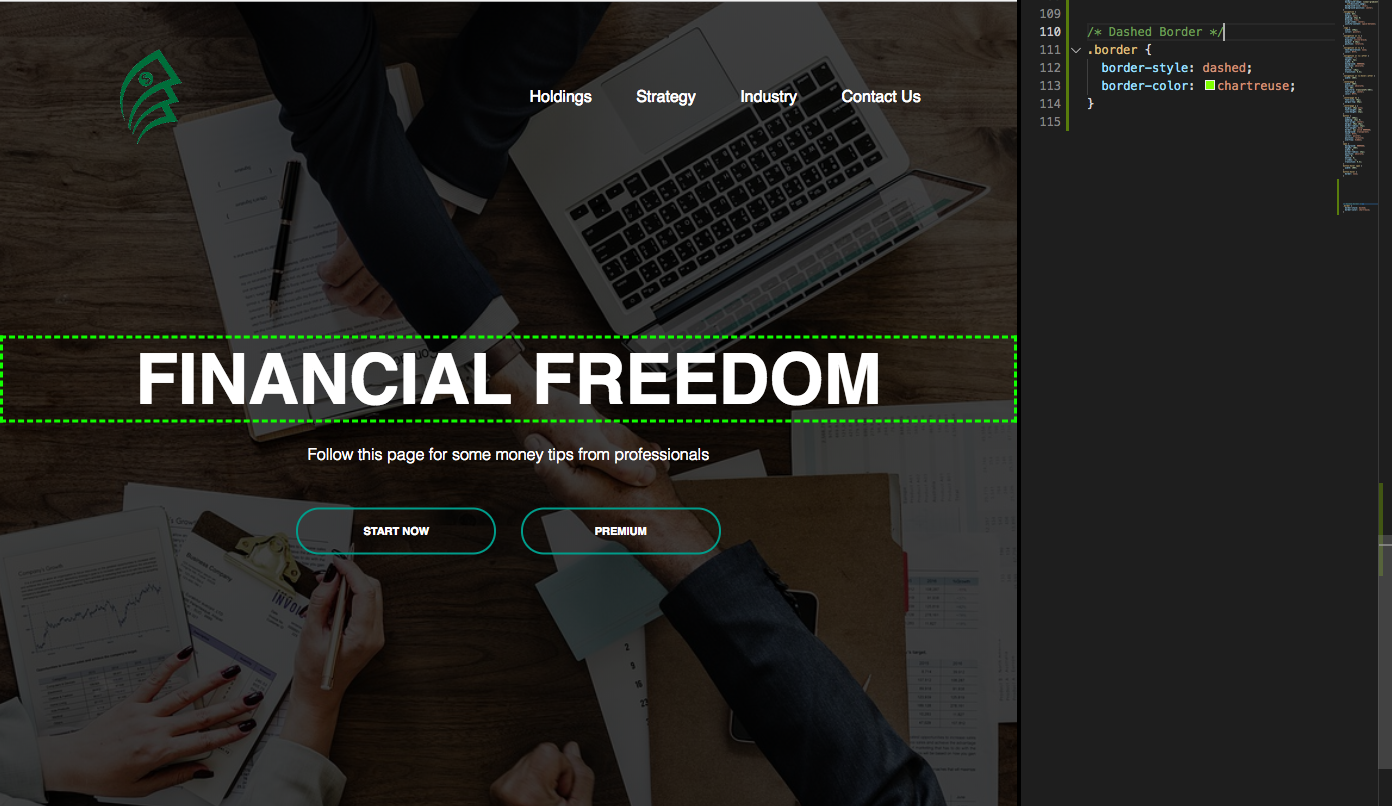 Holdings Strategy Industry Contact Us
FINANCIAL FREEDOM
Follow this page for some money tips from professionals
START NOW PREMIUM
109
110 /* Dashed Border */
111 .border {
112 border-style: dashed;
113 border-color: chartreuse;
114 }
115